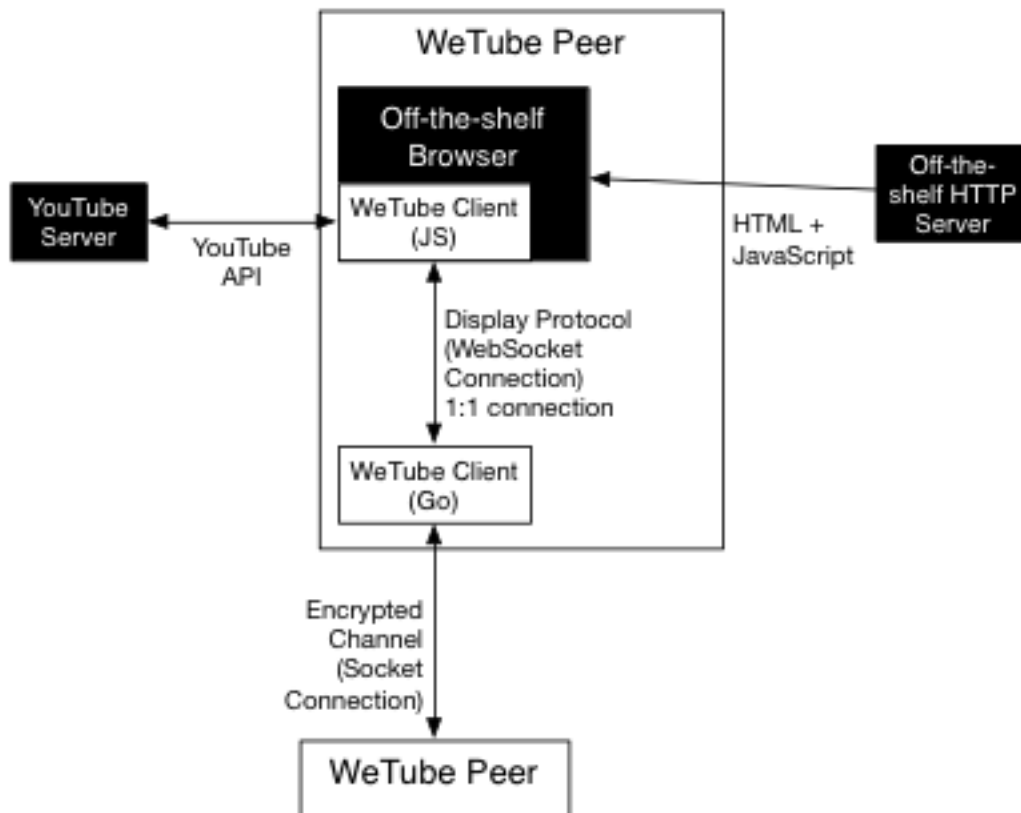 WeTube Peer
Off-the-shelf
Browser
WeTube Client
(JS)
YouTube
Server
YouTube
API
Off-the-
shelf HTTP
Server
HTML +
JavaScript
Display Protocol
(WebSocket
Connection)
1:1 connection
WeTube Client
(Go)
Encrypted
Channel
(Socket
Connection)
WeTube Peer